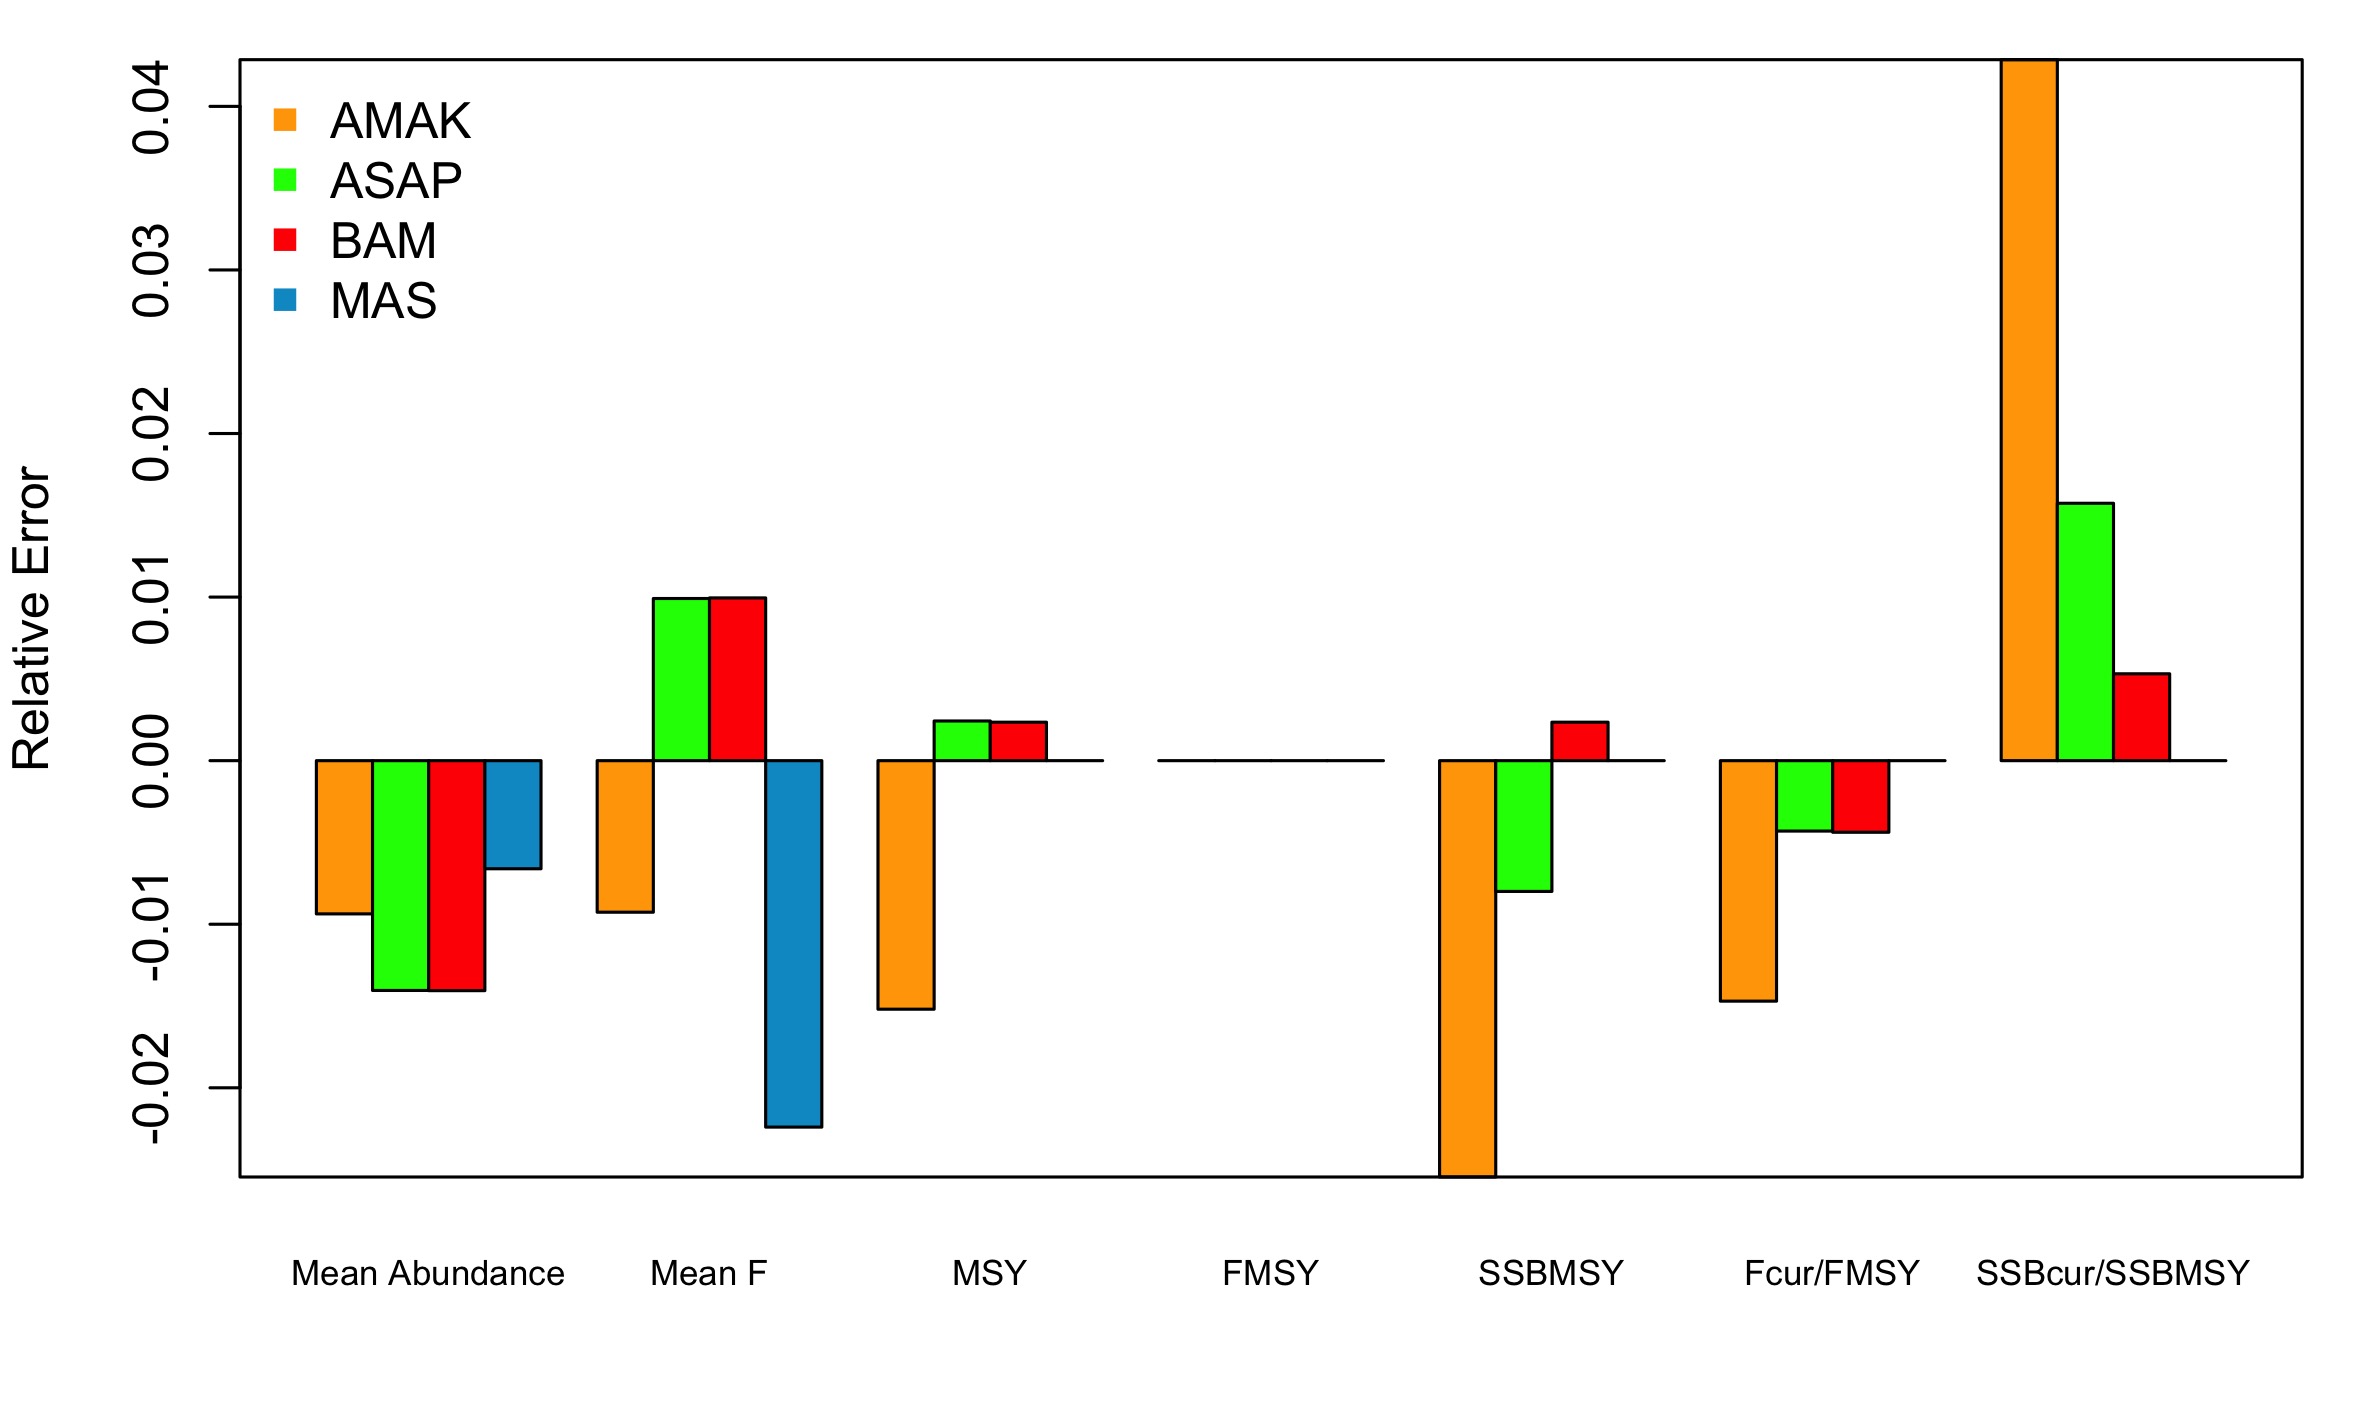 AMAK
ASAP
BAM
MAS
Relative Error
0.04
0.03
0.02
0.01
0.00
-0.01
-0.02
Mean Abundance
Mean F
MSY
FMSY
SSBMSY
Fcur/FMSY
SSBcur/SSBMSY